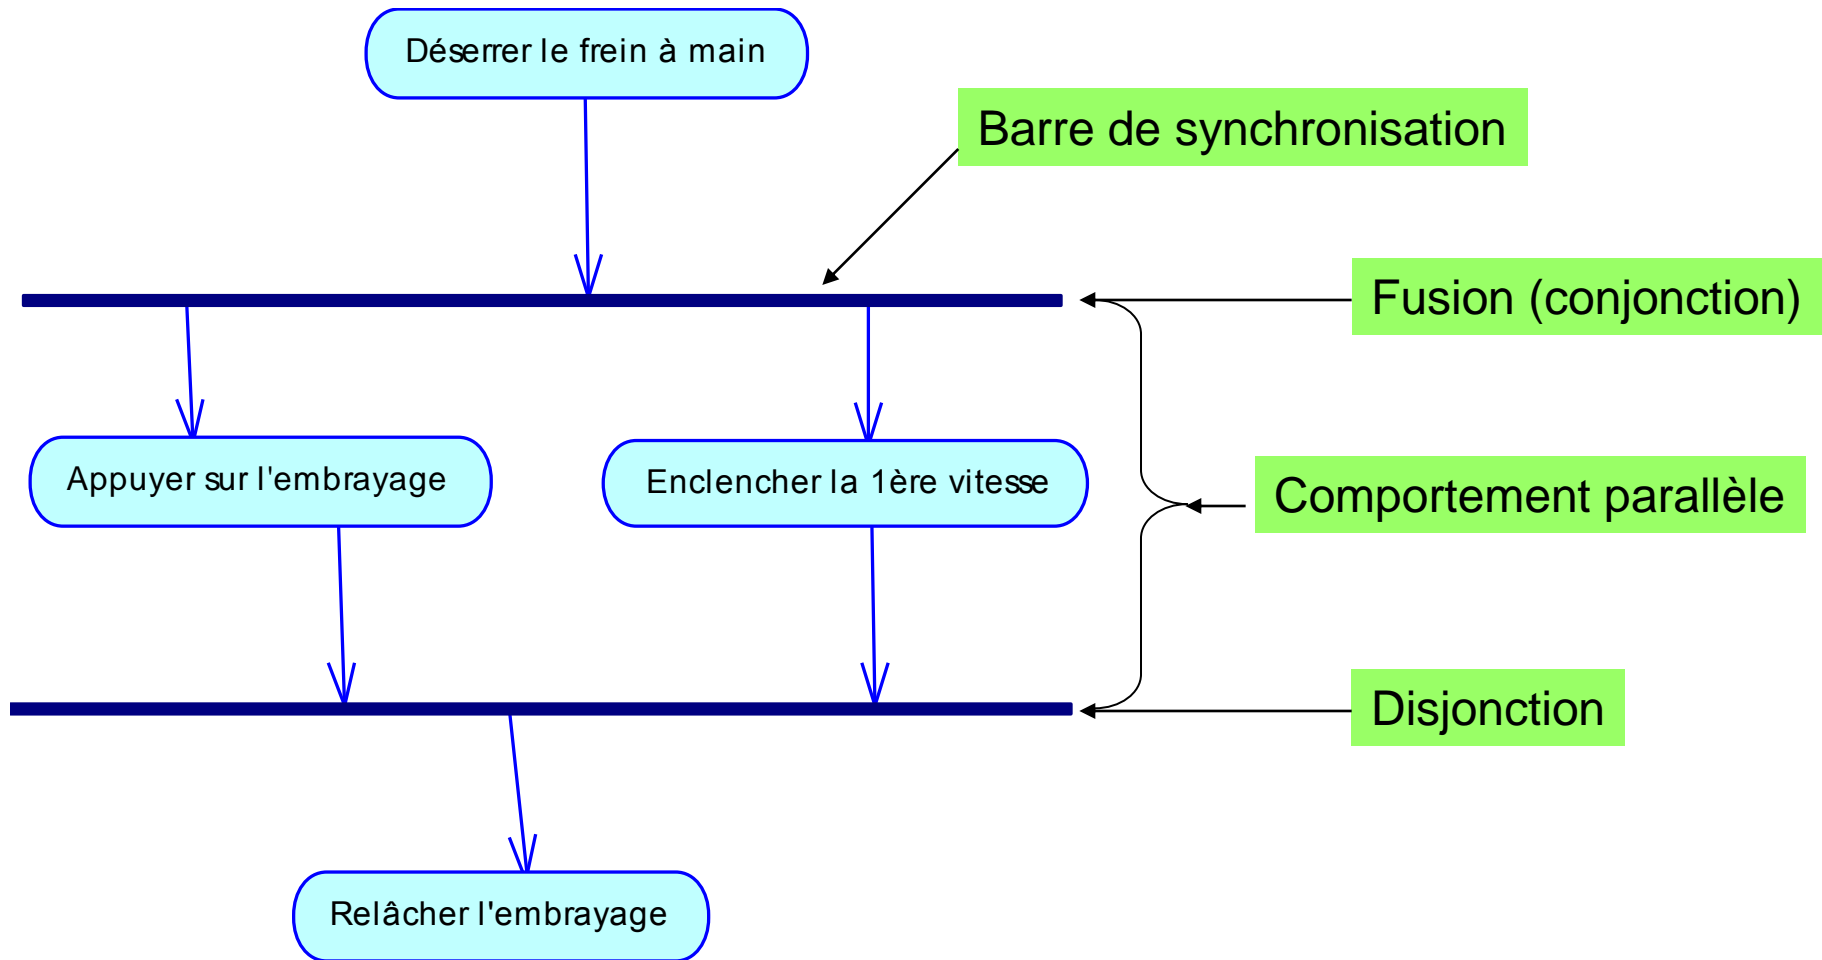 Déserrer le frein à main
Barre de synchronisation
Fusion (conjonction)
Appuyer sur l'embrayage
Enclencher la 1ère vitesse
Comportement parallèle
Disjonction
Relâcher l'embrayage